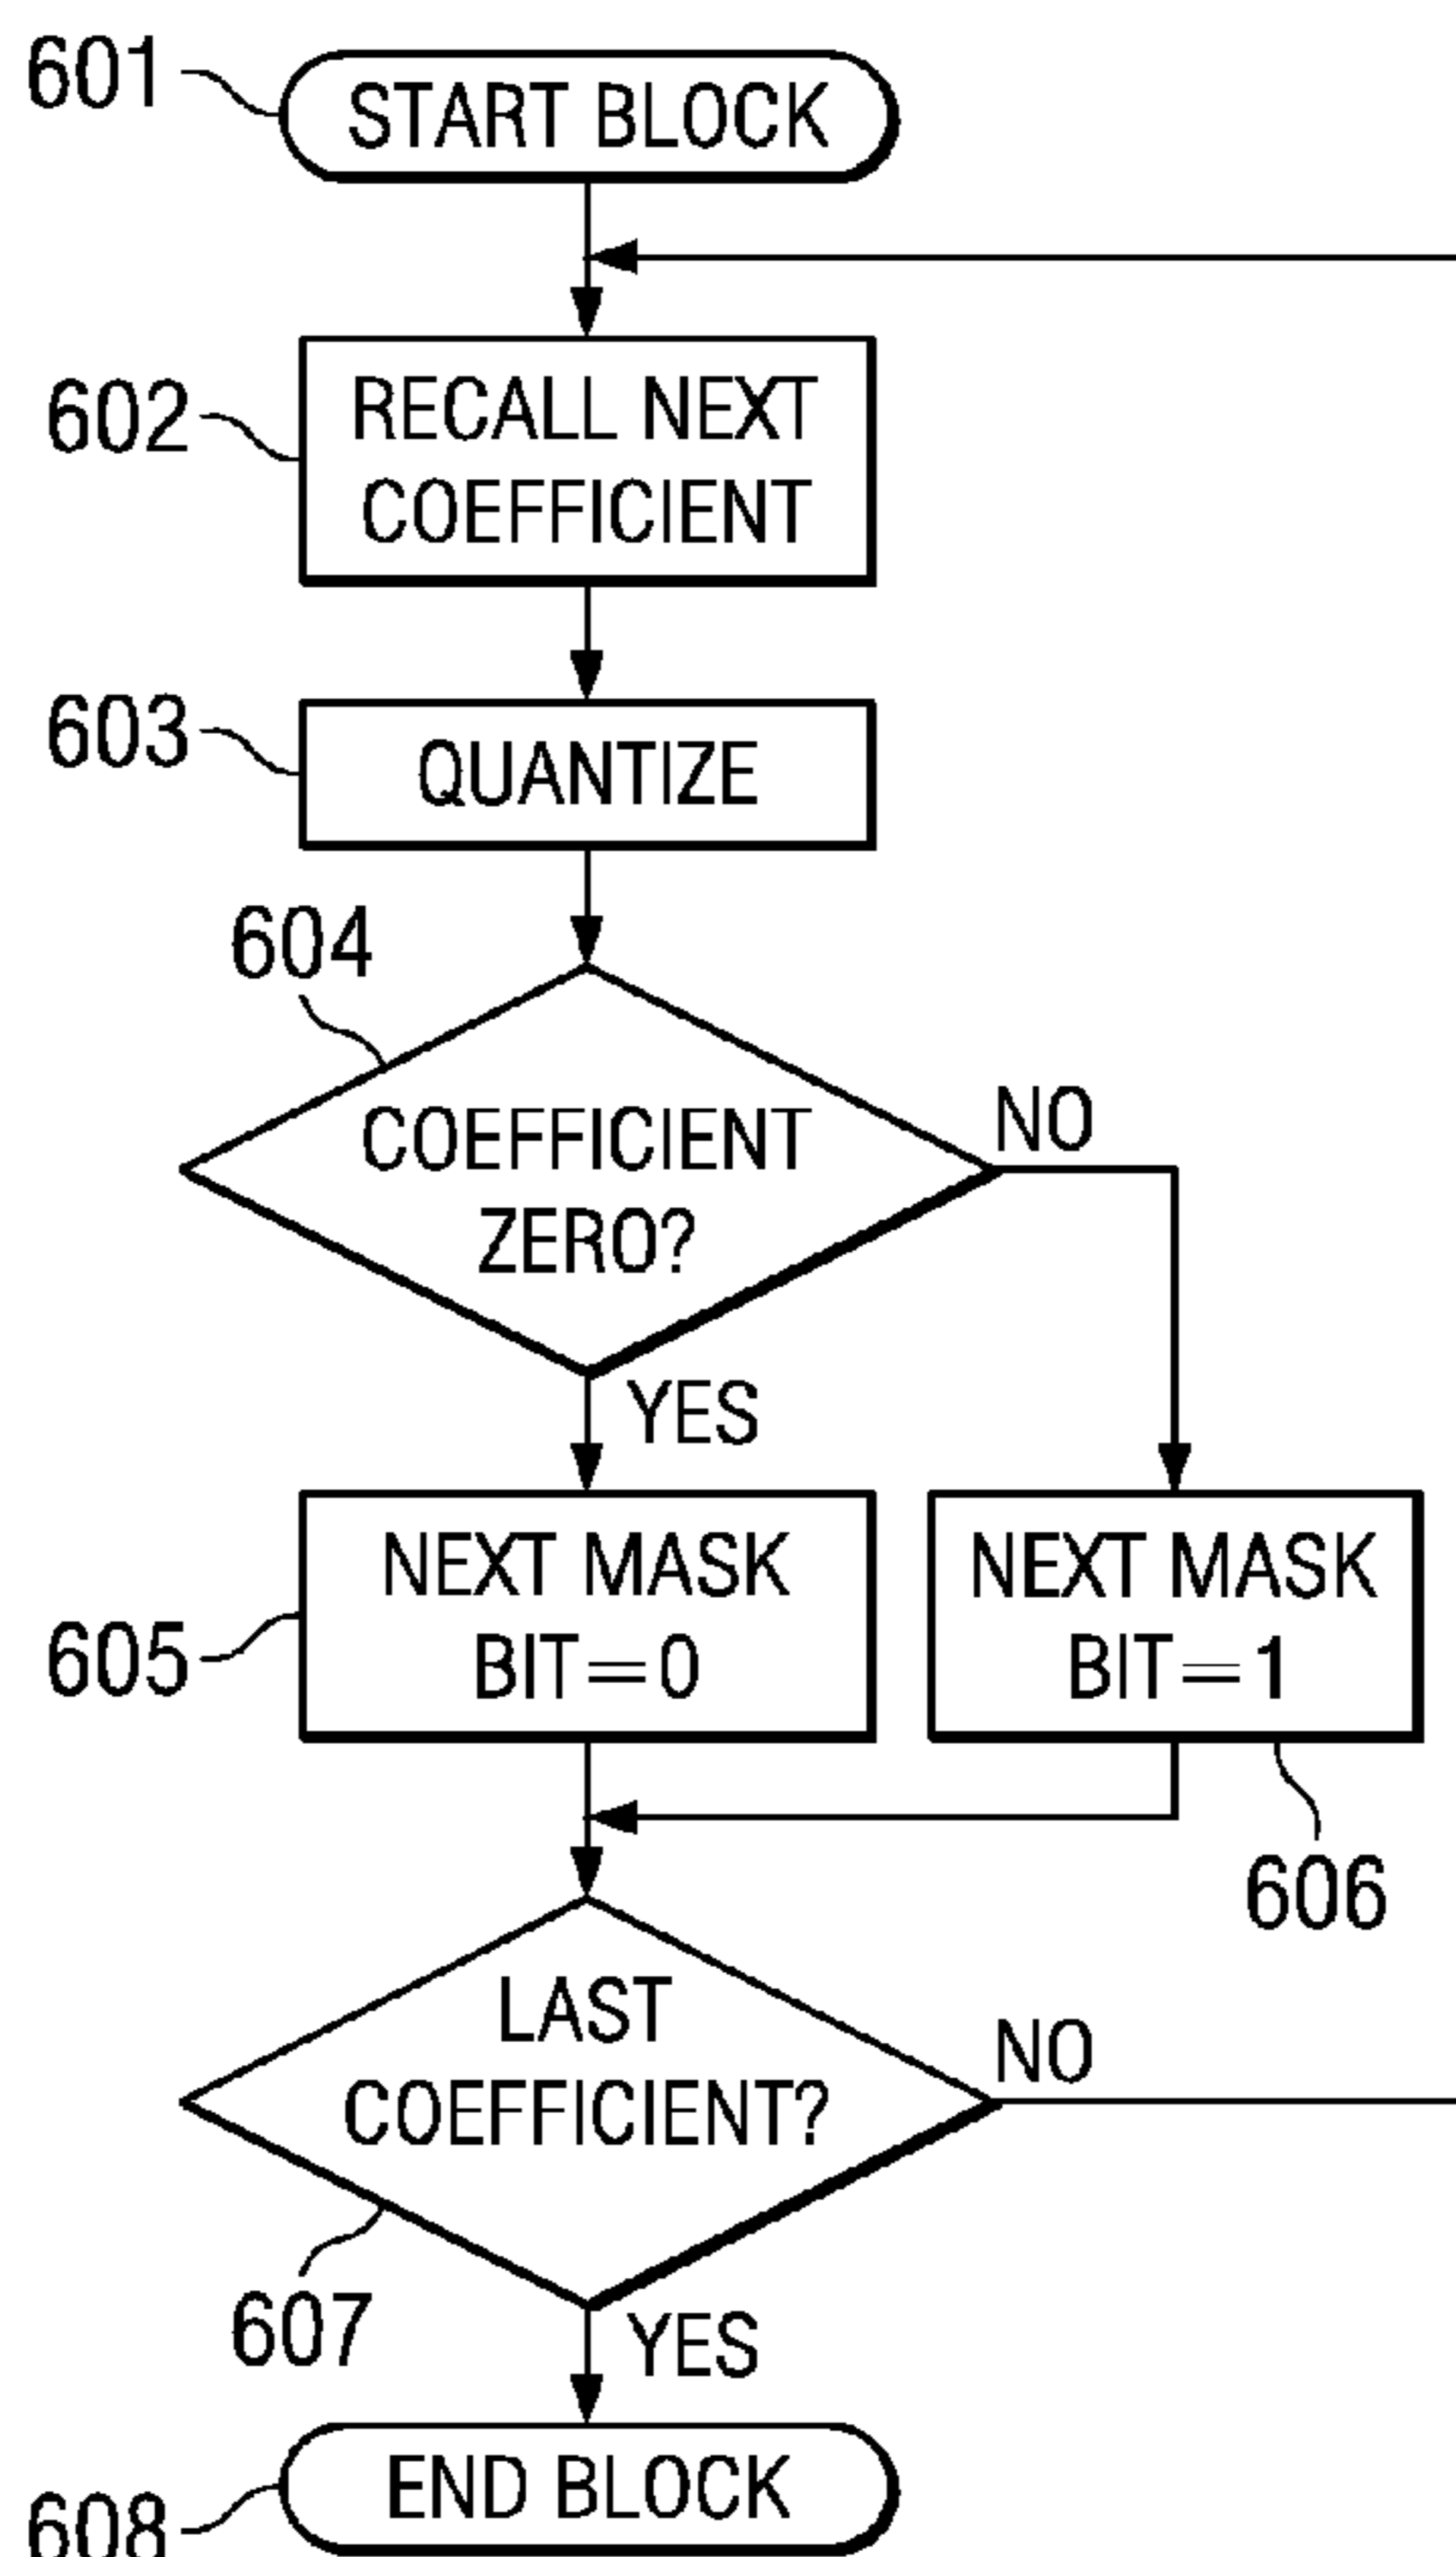 601
START BLOCK
602
RECALL NEXT
COEFFICIENT
603
QUANTIZE
604
COEFFICIENT
ZERO?
NO
YES
605
NEXT MASK
BIT=0
NEXT MASK
BIT=1
606
LAST
COEFFICIENT?
NO
607
YES
608
END BLOCK